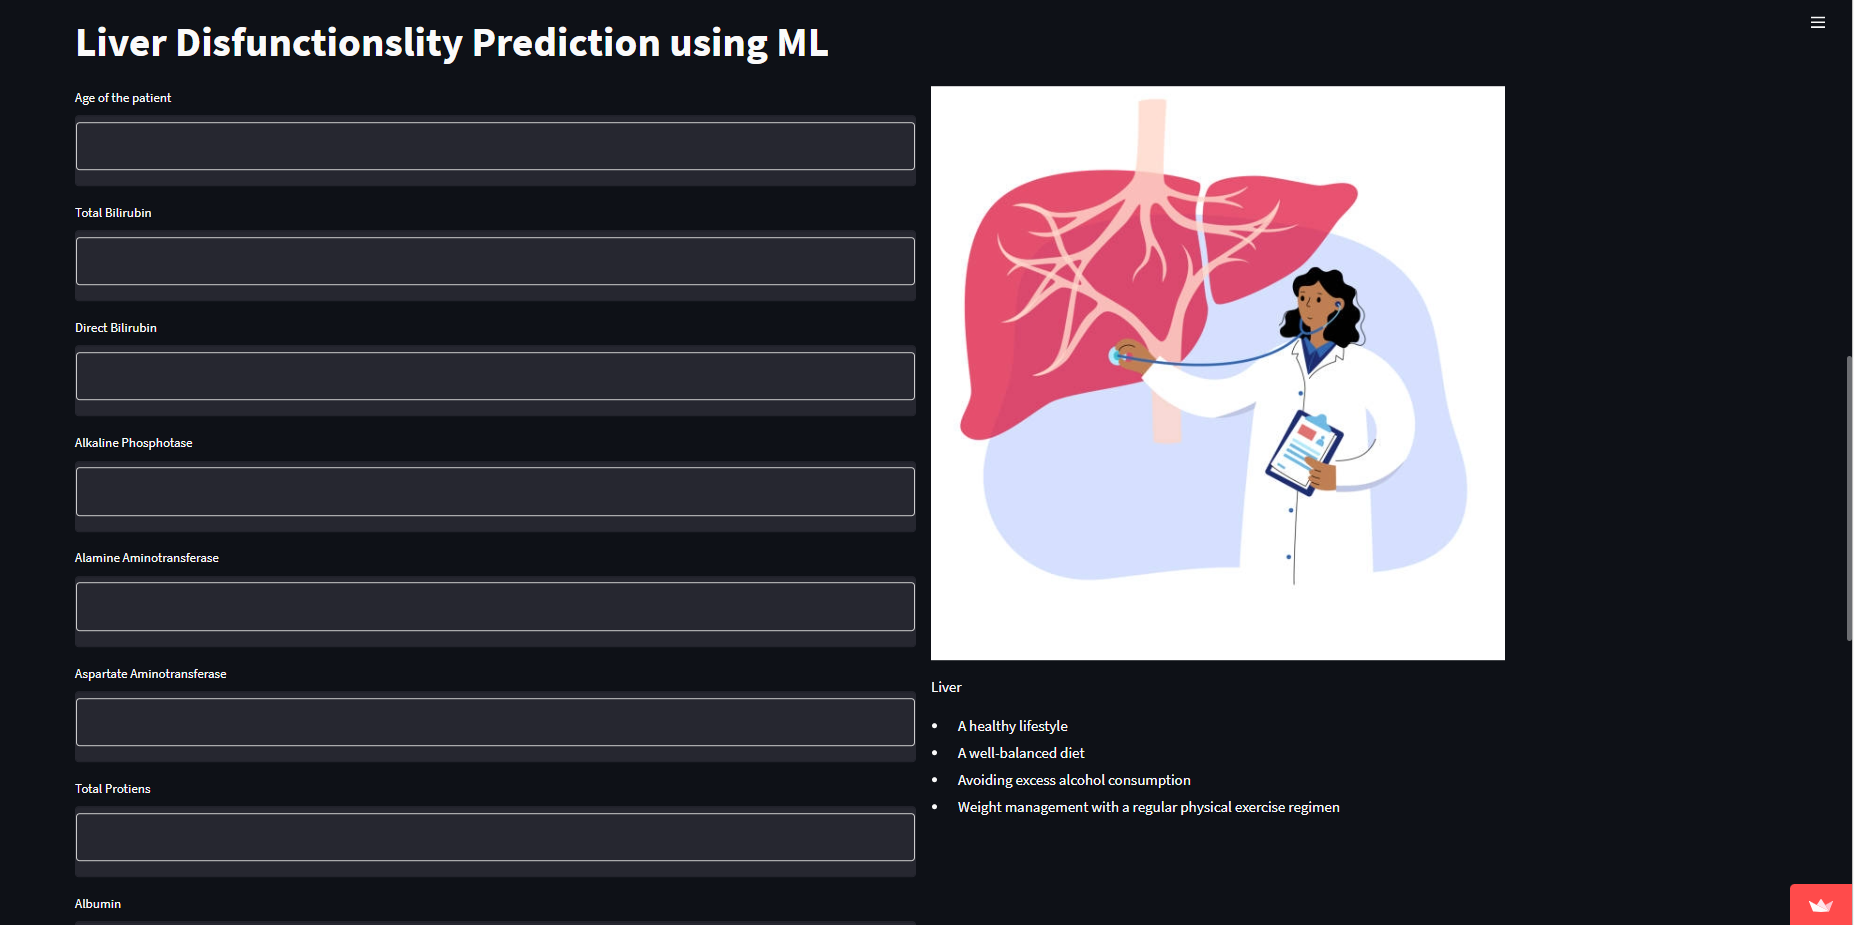 Liver Disfunctionslity Prediction using ML
Age of the patient
Total Bilirubin
Direct Bilirubin
Alkaline Phosphotase
Alamine Aminotransferase
Aspartate Aminotransferase
Total Protiens
Albumin
Liver
• A healthy lifestyle
• A well-balanced diet
• Avoiding excess alcohol consumption
• Weight management with a regular physical exercise regimen